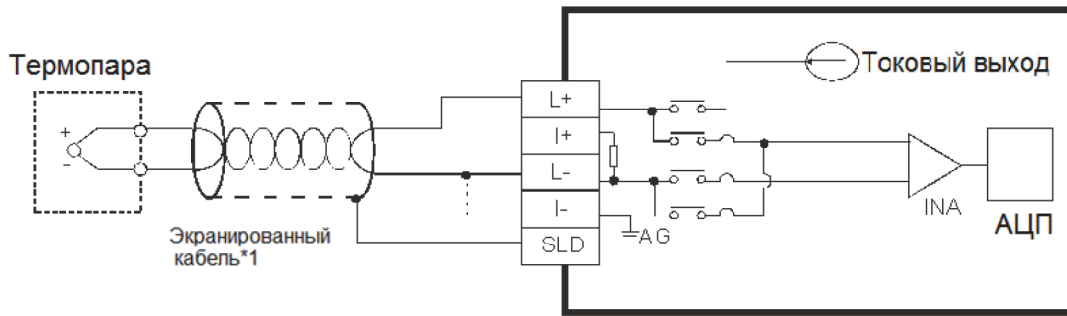 Термопара
+
-
Экранированный
кабель*1
L+
I+
L-
I-
SLD
AG
Токовый выход
INA
АЦП